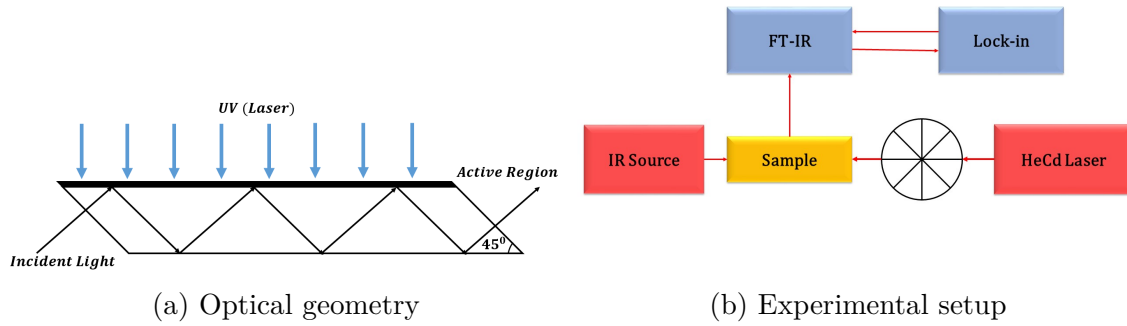 UV (Laser)
Active Region
Incident Light
45⁰
(a) Optical geometry
FT-IR
Lock-in
IR Source
Sample
HeCd Laser
(b) Experimental setup